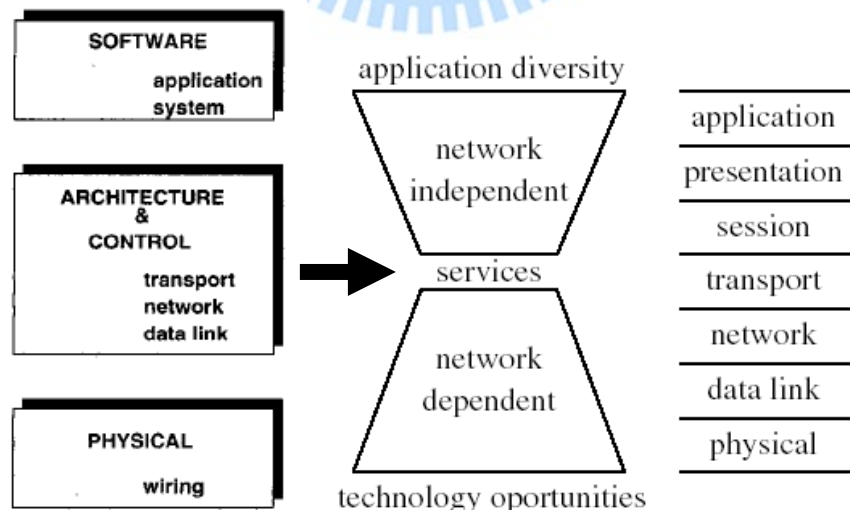 SOFTWARE
application
system
ARCHITECTURE
&
CONTROL
transport
network
data link
PHYSICAL
wiring
application diversity
network
independent
services
network
dependent
technology oportunities
application
presentation
session
transport
network
data link
physical